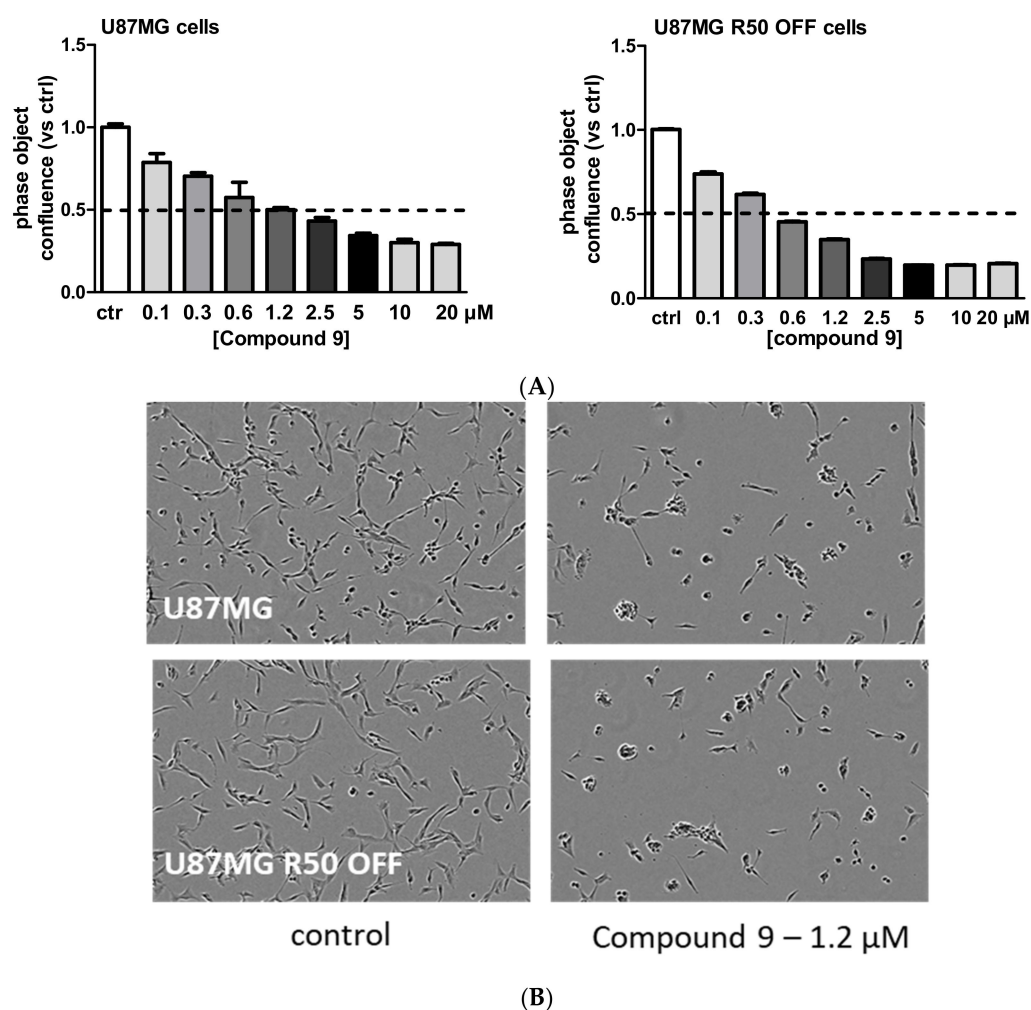 U87MG cells
1.5
1.0
0.5
0.0
phase object
confluence (vs ctrl)
ctr 0.1 0.3 0.6 1.2 2.5 5 10 20 µM
[Compound 9]
U87MG R50 OFF cells
1.5
1.0
0.5
0.0
phase object
confluence (vs ctrl)
ctrl 0.1 0.3 0.6 1.2 2.5 5 10 20 µM
[compound 9]
(A)
U87MG
U87MG R50 OFF
control
Compound 9 – 1.2 µM
(B)